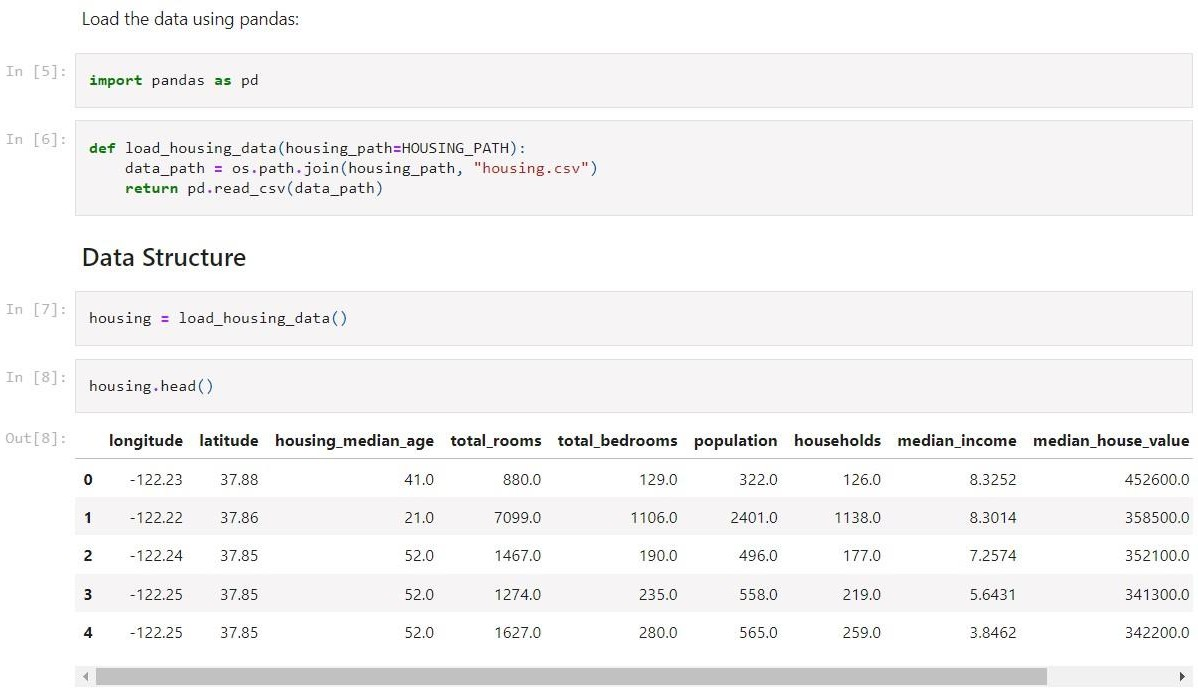 Load the data using pandas:
In [5]: import pandas as pd
In [6]: def load_housing_data(housing_path=HOUSING_PATH):
data_path = os.path.join(housing_path, "housing.csv")
return pd.read_csv(data_path)
Data Structure
In [7]: housing = load_housing_data()
In [8]: housing.head()
Out[8]: longitude latitude housing_median_age total_rooms total_bedrooms population households median_income median_house_value
0 -122.23 37.88 41.0 880.0 129.0 322.0 126.0 8.3252 452600.0
1 -122.22 37.86 21.0 7099.0 1106.0 2401.0 1138.0 8.3014 358500.0
2 -122.24 37.85 52.0 1467.0 190.0 496.0 177.0 7.2574 352100.0
3 -122.25 37.85 52.0 1274.0 235.0 558.0 219.0 5.6431 341300.0
4 -122.25 37.85 52.0 1627.0 280.0 565.0 259.0 3.8462 342200.0